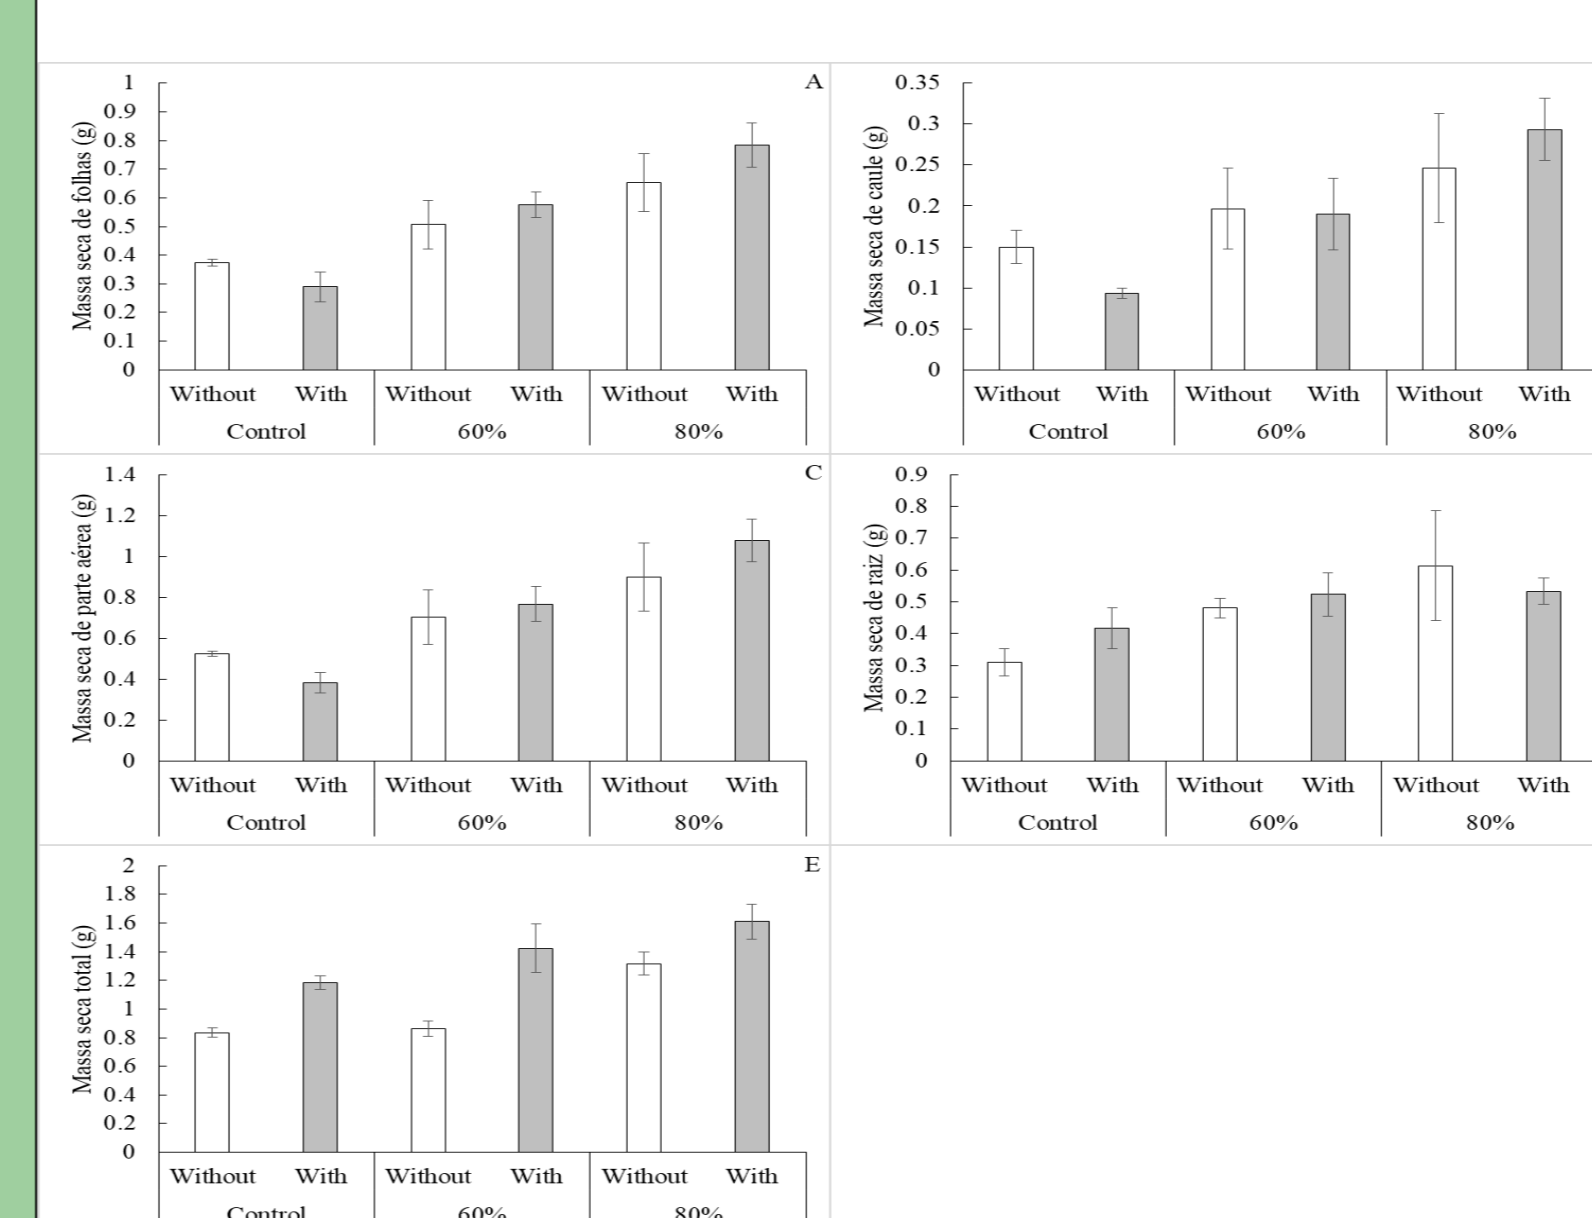 A
Massa seca de folhas (g)
1
0.9
0.8
0.7
0.6
0.5
0.4
0.3
0.2
0.1
0
Without With Without With Without With
Control 60% 80%
Massa seca de caule (g)
0.35
0.3
0.25
0.2
0.15
0.1
0.05
0
Without With Without With Without With
Control 60% 80%
C
Massa seca de parte aérea (g)
1.4
1.2
1
0.8
0.6
0.4
0.2
0
Without With Without With Without With
Control 60% 80%
Massa seca de raiz (g)
0.9
0.8
0.7
0.6
0.5
0.4
0.3
0.2
0.1
0
Without With Without With Without With
Control 60% 80%
E
Massa seca total (g)
2
1.8
1.6
1.4
1.2
1
0.8
0.6
0.4
0.2
0
Without With Without With Without With
Control 60% 80%